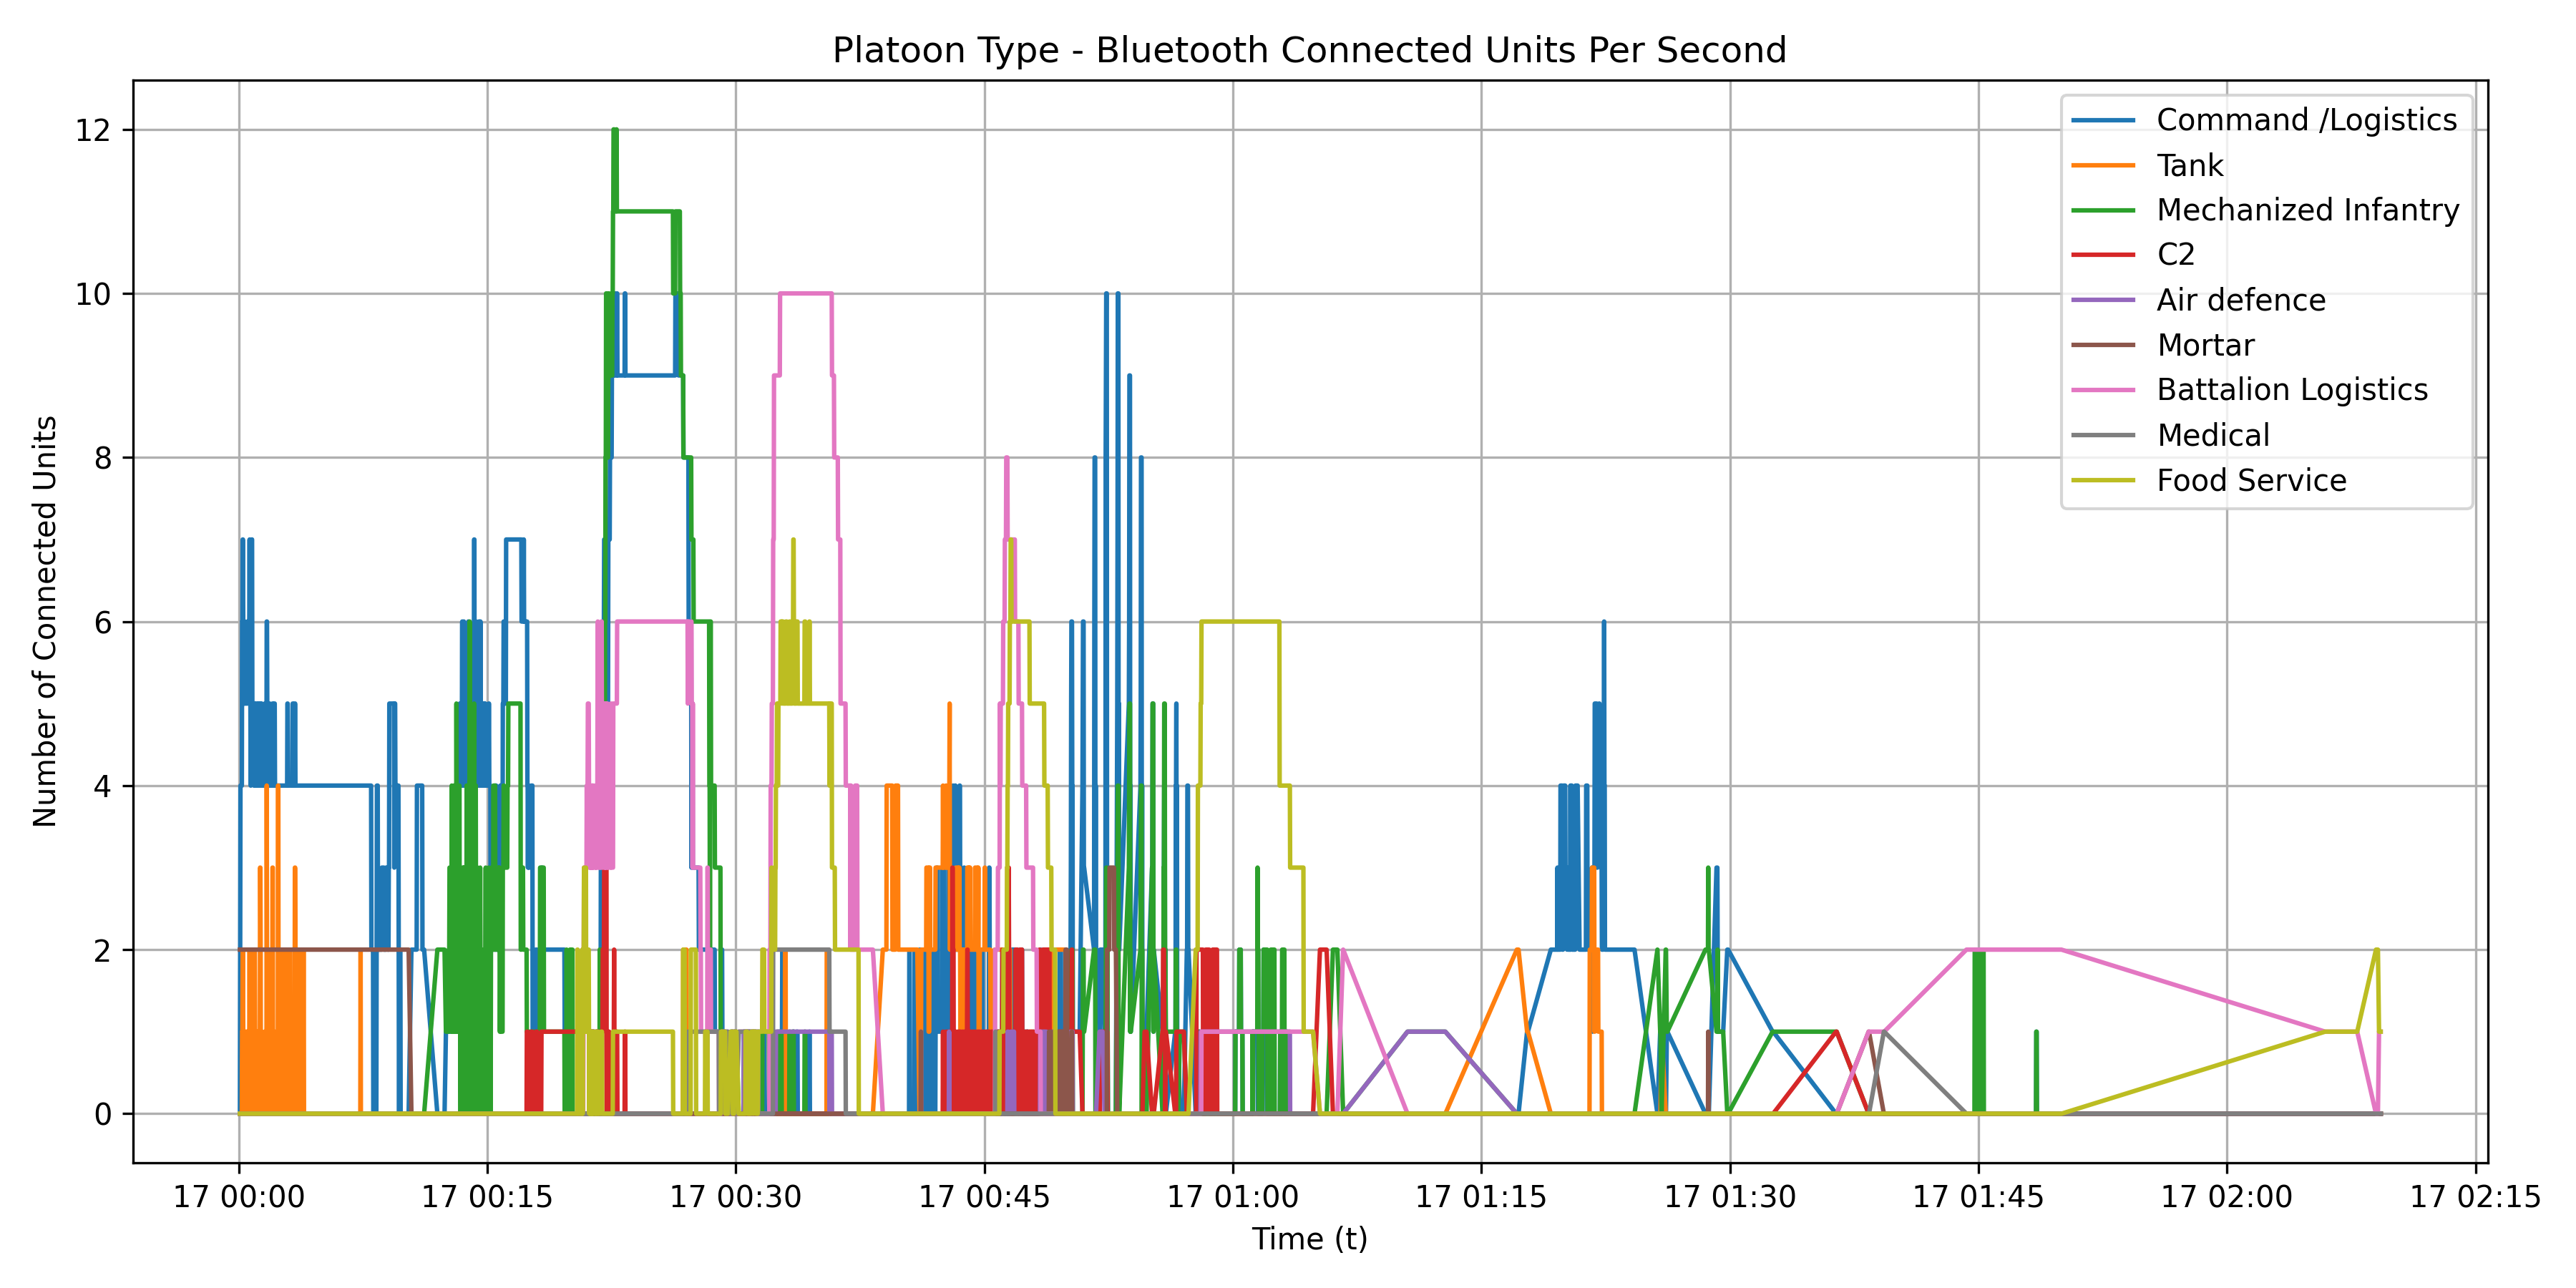 Platoon Type - Bluetooth Connected Units Per Second
12
10
8
6
4
2
0
Number of Connected Units
Command /Logistics
Tank
Mechanized Infantry
C2
Air defence
Mortar
Battalion Logistics
Medical
Food Service
17 00:00 17 00:15 17 00:30 17 00:45 17 01:00 17 01:15 17 01:30 17 01:45 17 02:00 17 02:15
Time (t)